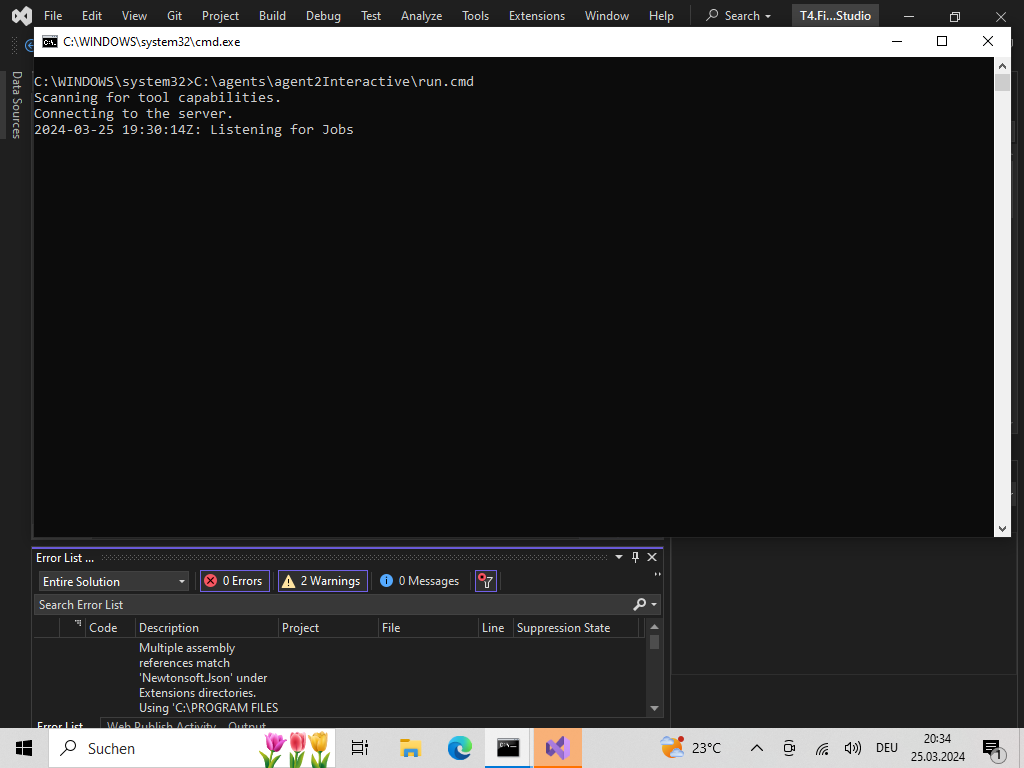 File Edit View Git Project Build Debug Test Analyze Tools Extensions Window Help Search T4.Fi...Studio
C:\WINDOWS\system32\cmd.exe
Data Sources
C:\WINDOWS\system32>C:\agents\agent2Interactive\run.cmd
Scanning for tool capabilities.
Connecting to the server.
2024-03-25 19:30:14Z: Listening for Jobs
Error List ...
Entire Solution 0 Errors 2 Warnings 0 Messages
Search Error List
Code Description Project File Line Suppression State
Multiple assembly
references match
'Newtonsoft.Json' under
Extensions directories.
Using 'C:\PROGRAM FILES
Error List Web Publish Activity Output
Suchen 23°C DEU 20:34
25.03.2024
1